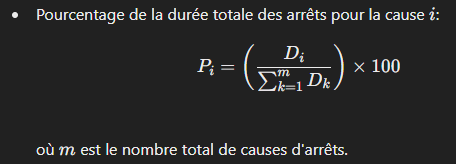 • Pourcentage de la durée totale des arrêts pour la cause i:
P_i = ( D_i / ∑_{k=1}^{m} D_k ) × 100
où m est le nombre total de causes d'arrêts.